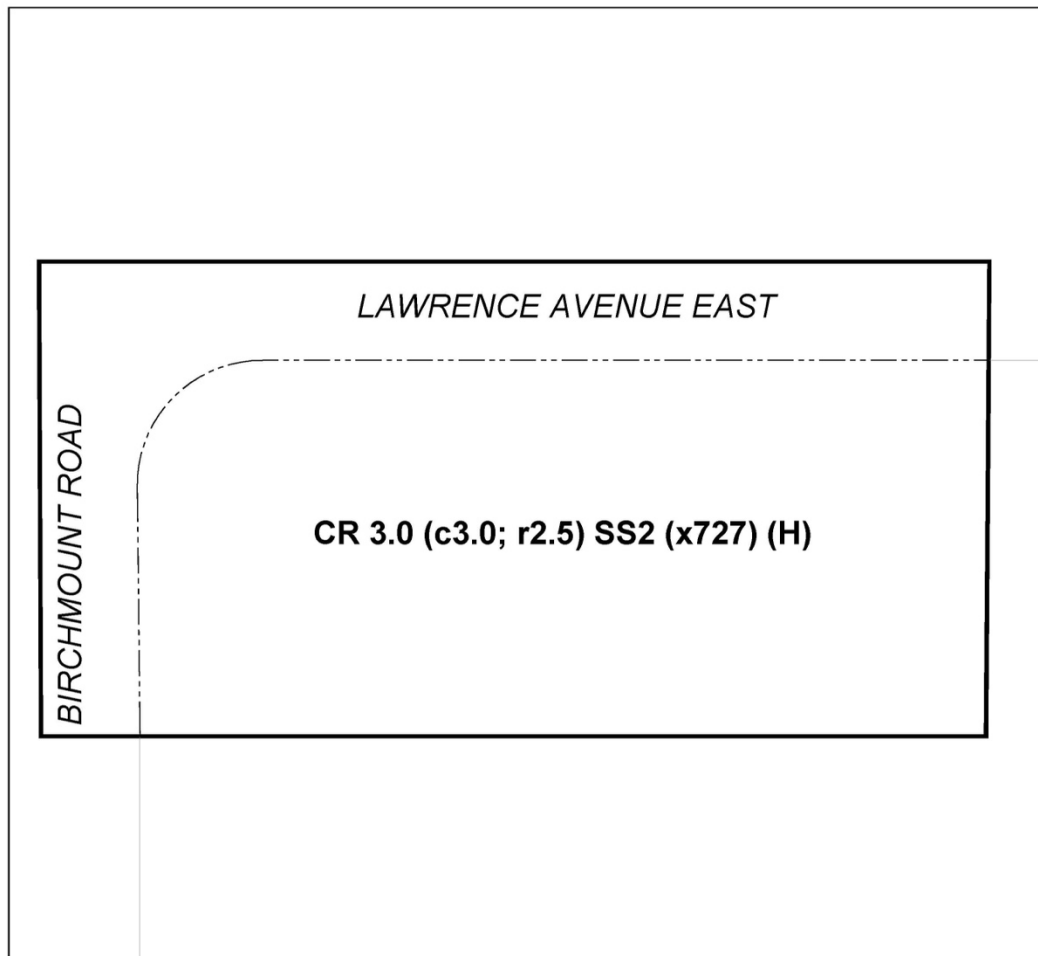 LAWRENCE AVENUE EAST
BIRCHMOUNT ROAD
CR 3.0 (c3.0; r2.5) SS2 (x727) (H)